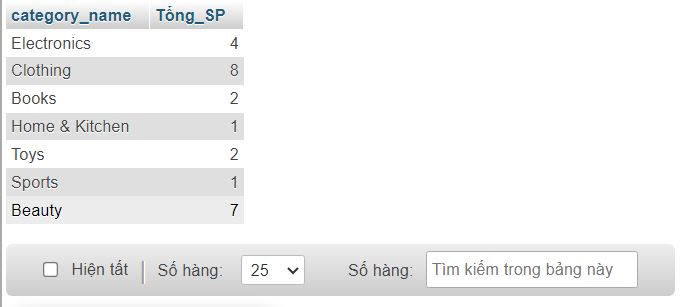 category_name Tổng_SP
Electronics 4
Clothing 8
Books 2
Home & Kitchen 1
Toys 2
Sports 1
Beauty 7
Hiện tất Số hàng: 25 Số hàng: Tìm kiếm trong bảng này